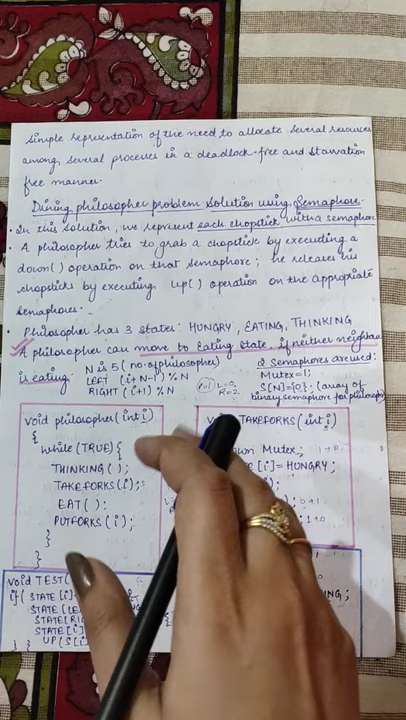 simple representation of the need to allocate several resources
among several processes in a deadlock-free and starvation
free manner.
Dining philosopher problem solution using Semaphore.
• In this solution, we represent each chopstick with a semaphore
• A philosopher tries to grab a chopstick by executing a
down() operation on that semaphore; he releases his
chopsticks by executing up() operation on the appropriate
semaphores.
• Philosopher has 3 states: HUNGRY, EATING, THINKING
A philosopher can move to Eating state, if neither neighbour
is eating.
N is 5 (no. of philosopher)
LEFT (i+N-1) % N
RIGHT (i+1) % N
i=1 L=0,
R=2
2 Semaphores are used:
Mutex=1;
S[N]={0} (array of
binary semaphore for philosoph
void philosopher (int i)
{
while (TRUE) {
THINKING ( );
TAKEFORKS (i);
EAT ( );
PUTFORKS (i);
}
}
TAKEFORKS (int i)
Mutex;
[i] = HUNGRY
void TEST(
if( STATE [i]
STATE [
STATE[
STATE [i]
UP(S[i]
} }